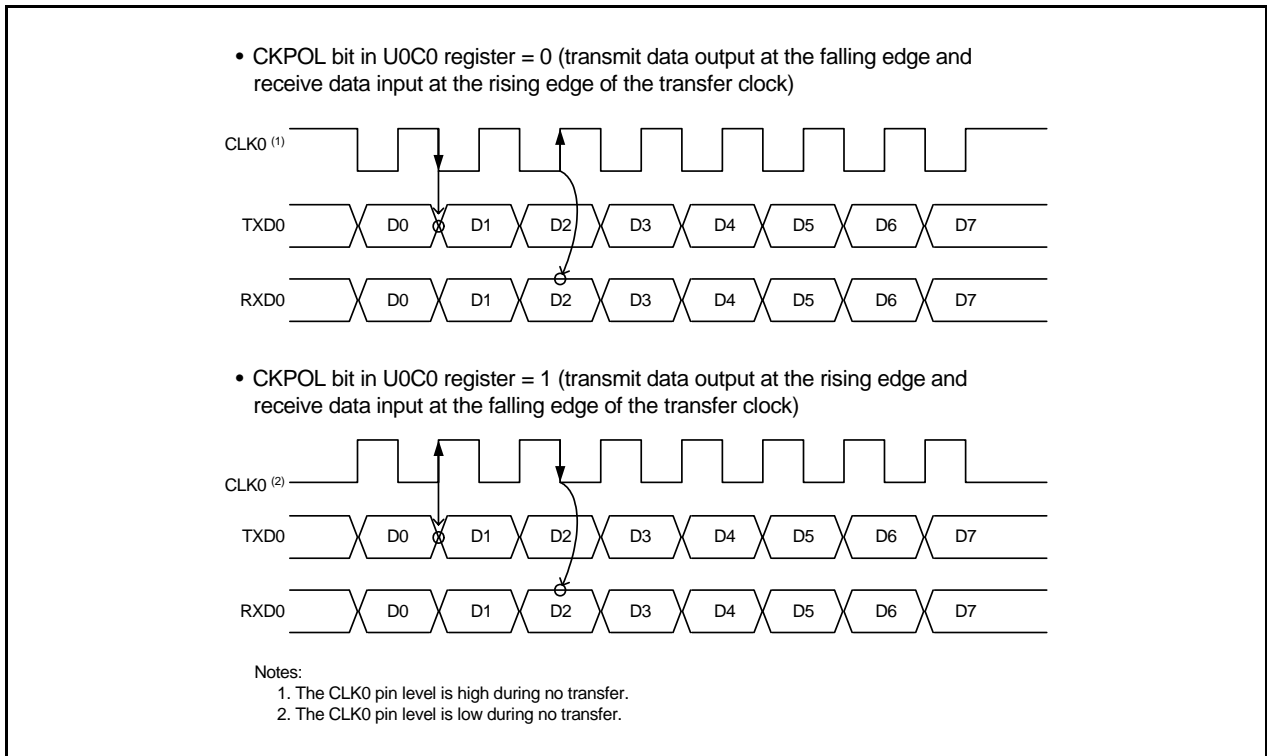 • CKPOL bit in U0C0 register = 0 (transmit data output at the falling edge and
receive data input at the rising edge of the transfer clock)
CLK0 (1)
TXD0 D0 D1 D2 D3 D4 D5 D6 D7
RXD0 D0 D1 D2 D3 D4 D5 D6 D7
• CKPOL bit in U0C0 register = 1 (transmit data output at the rising edge and
receive data input at the falling edge of the transfer clock)
CLK0 (2)
TXD0 D0 D1 D2 D3 D4 D5 D6 D7
RXD0 D0 D1 D2 D3 D4 D5 D6 D7
Notes:
1. The CLK0 pin level is high during no transfer.
2. The CLK0 pin level is low during no transfer.